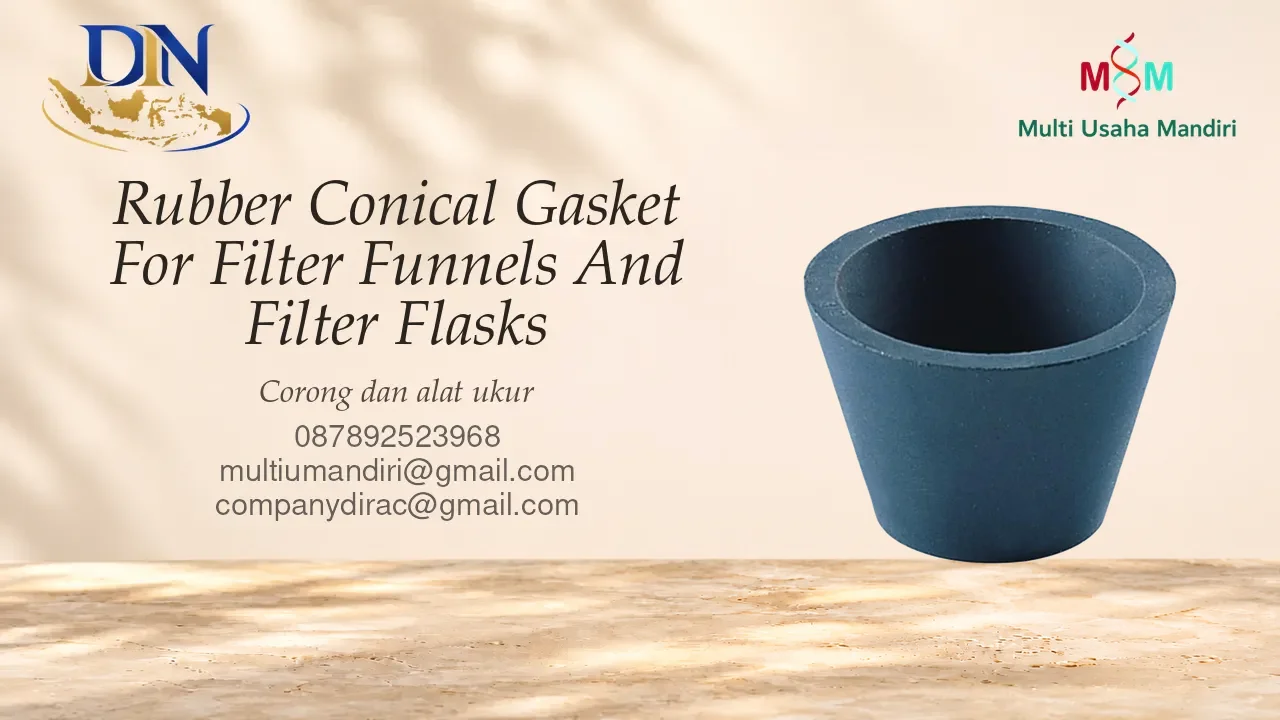 DIN
M M
Multi Usaha Mandiri
Rubber Conical Gasket
For Filter Funnels And
Filter Flasks
Corong dan alat ukur
087892523968
multiumandiri@gmail.com
companydirac@gmail.com